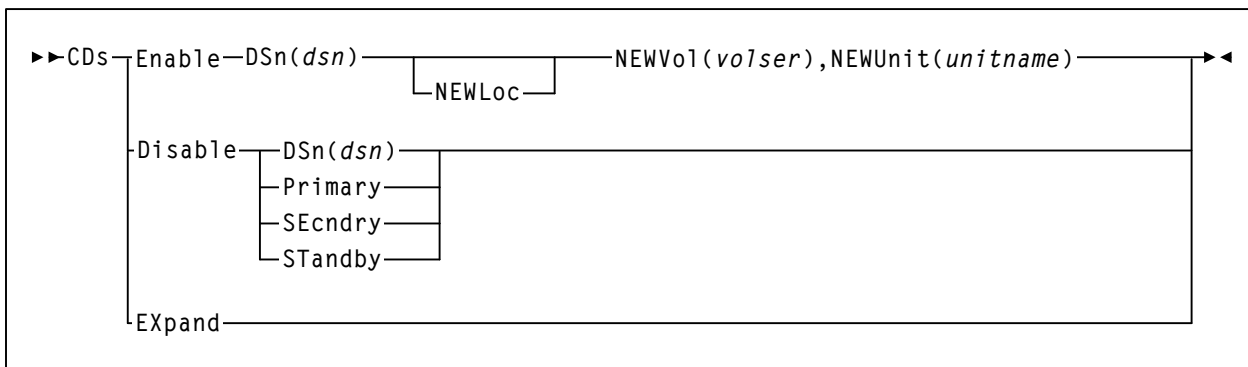 CDs Enable DSn(dsn) NEWVol(volser),NEWUnit(unitname)
NEWLoc
Disable DSn(dsn)
Primary
SEcndry
STandby
EXpand